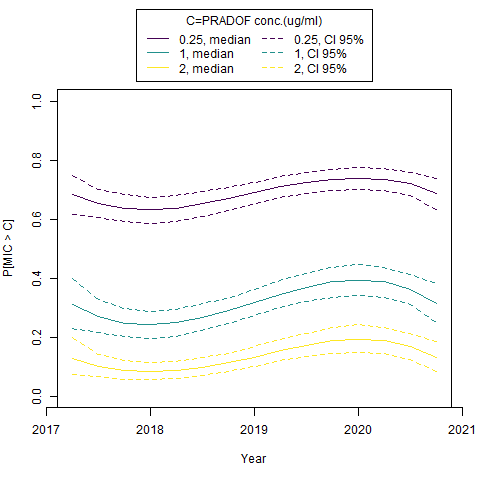 C=PRADOF conc.(ug/ml)
0.25, median 0.25, CI 95%
1, median 1, CI 95%
2, median 2, CI 95%
P[MIC > C]
1.0
0.8
0.6
0.4
0.2
0.0
2017 2018 2019 2020 2021
Year